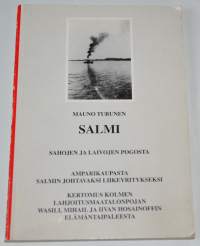 MAUNO TURUNEN
SALMI
SAHOJEN JA LAIVOJEN POGOSTA
AMPARIKAUPASTA
SALMIN JOHTAVAKSI LIIKEYRITYKSEKSI
KERTOMUS KOLMEN
LAHJOITUSMAATALONPOJAN
WASILI, MIHAIL JA IIVAN HOSAINOFFIN
ELÄMÄNTAIPALEESTA